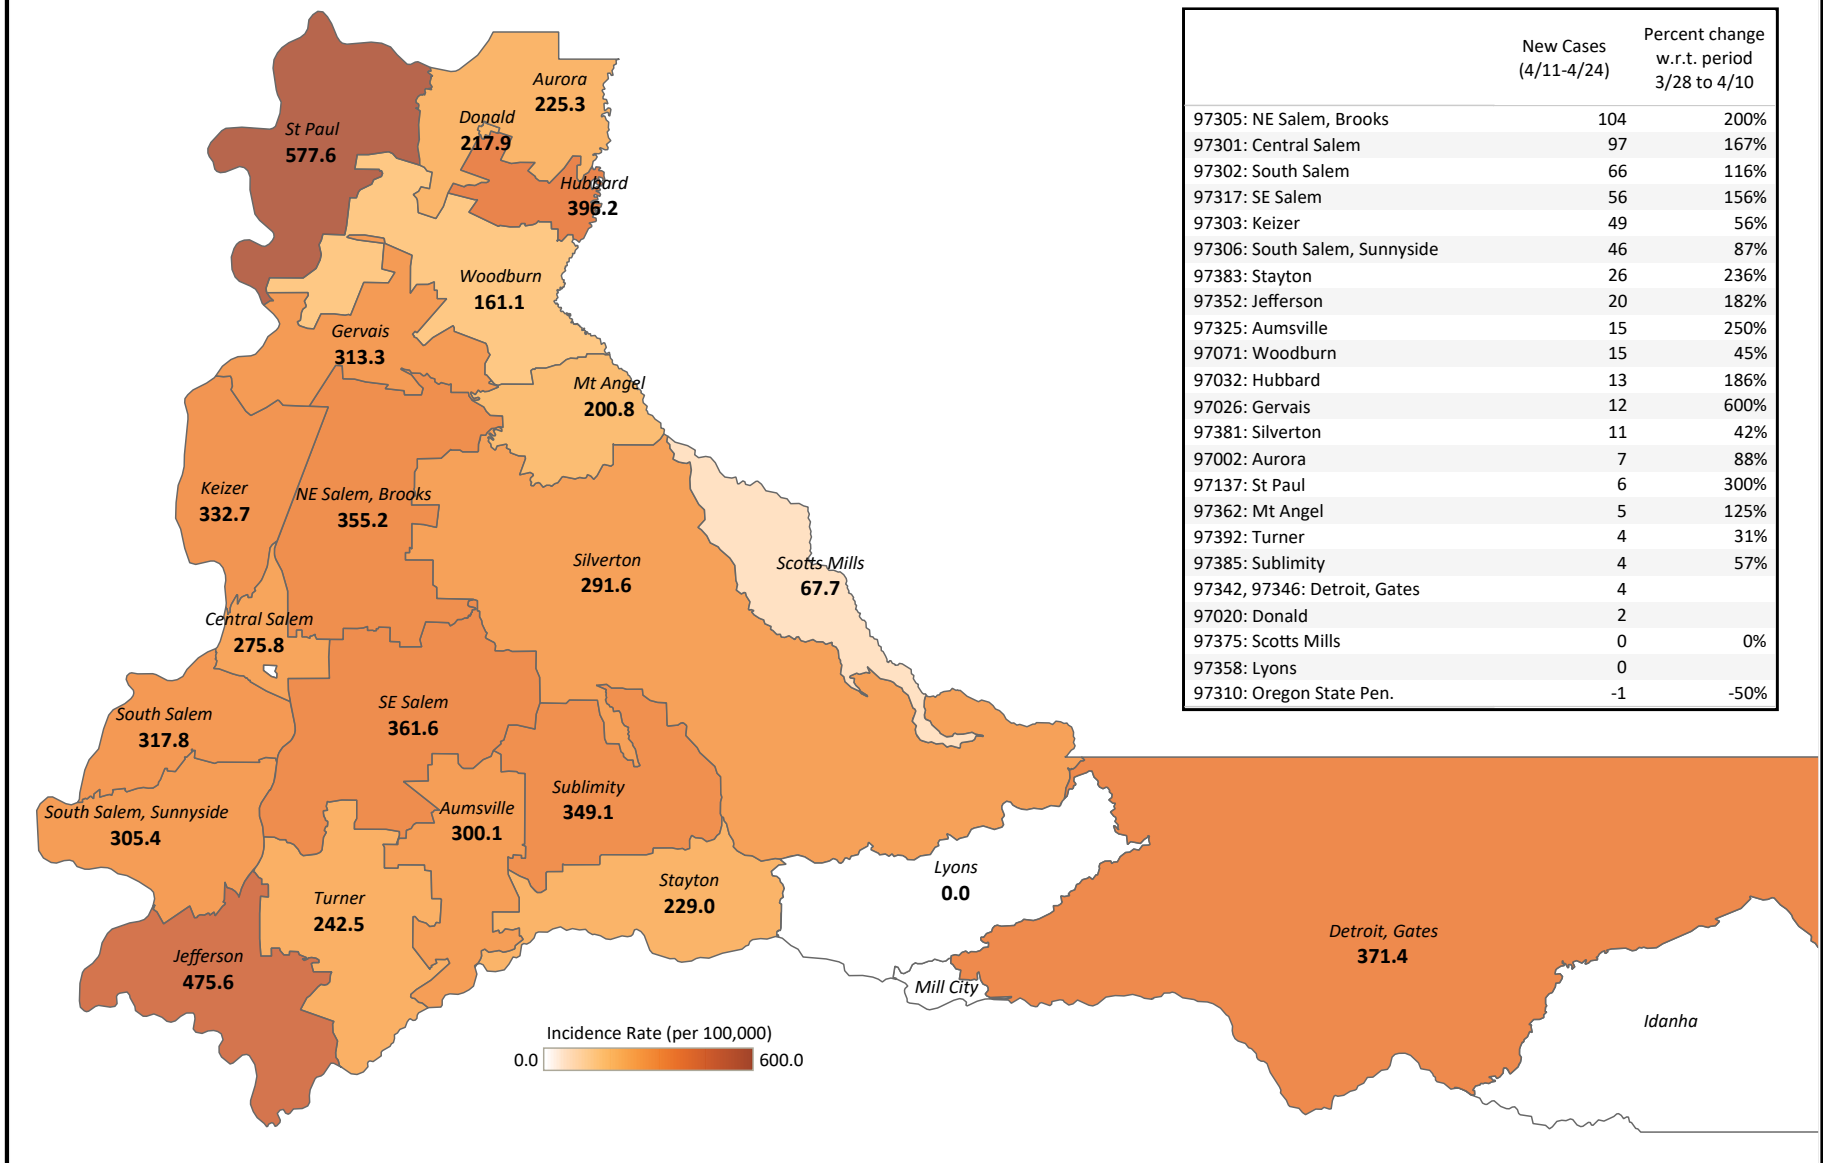 New Cases
(4/11-4/24)
Percent change
w.r.t. period
3/28 to 4/10
97305: NE Salem, Brooks 104 200%
97301: Central Salem 97 167%
97302: South Salem 66 116%
97317: SE Salem 56 156%
97303: Keizer 49 56%
97306: South Salem, Sunnyside 46 87%
97383: Stayton 26 236%
97352: Jefferson 20 182%
97325: Aumsville 15 250%
97071: Woodburn 15 45%
97032: Hubbard 13 186%
97026: Gervais 12 600%
97381: Silverton 11 42%
97002: Aurora 7 88%
97137: St Paul 6 300%
97362: Mt Angel 5 125%
97392: Turner 4 31%
97385: Sublimity 4 57%
97342, 97346: Detroit, Gates 4
97020: Donald 2
97375: Scotts Mills 0 0%
97358: Lyons 0
97310: Oregon State Pen. -1 -50%
Aurora
225.3
Donald
217.9
St Paul
577.6
Hubbard
396.2
Woodburn
161.1
Gervais
313.3
Mt Angel
200.8
Keizer
332.7
NE Salem, Brooks
355.2
Silverton
291.6
Scotts Mills
67.7
Central Salem
275.8
SE Salem
361.6
South Salem
317.8
Sublimity
349.1
South Salem, Sunnyside
305.4
Aumsville
300.1
Lyons
0.0
Stayton
229.0
Turner
242.5
Detroit, Gates
371.4
Jefferson
475.6
Mill City
Idanha
Incidence Rate (per 100,000)
0.0 600.0